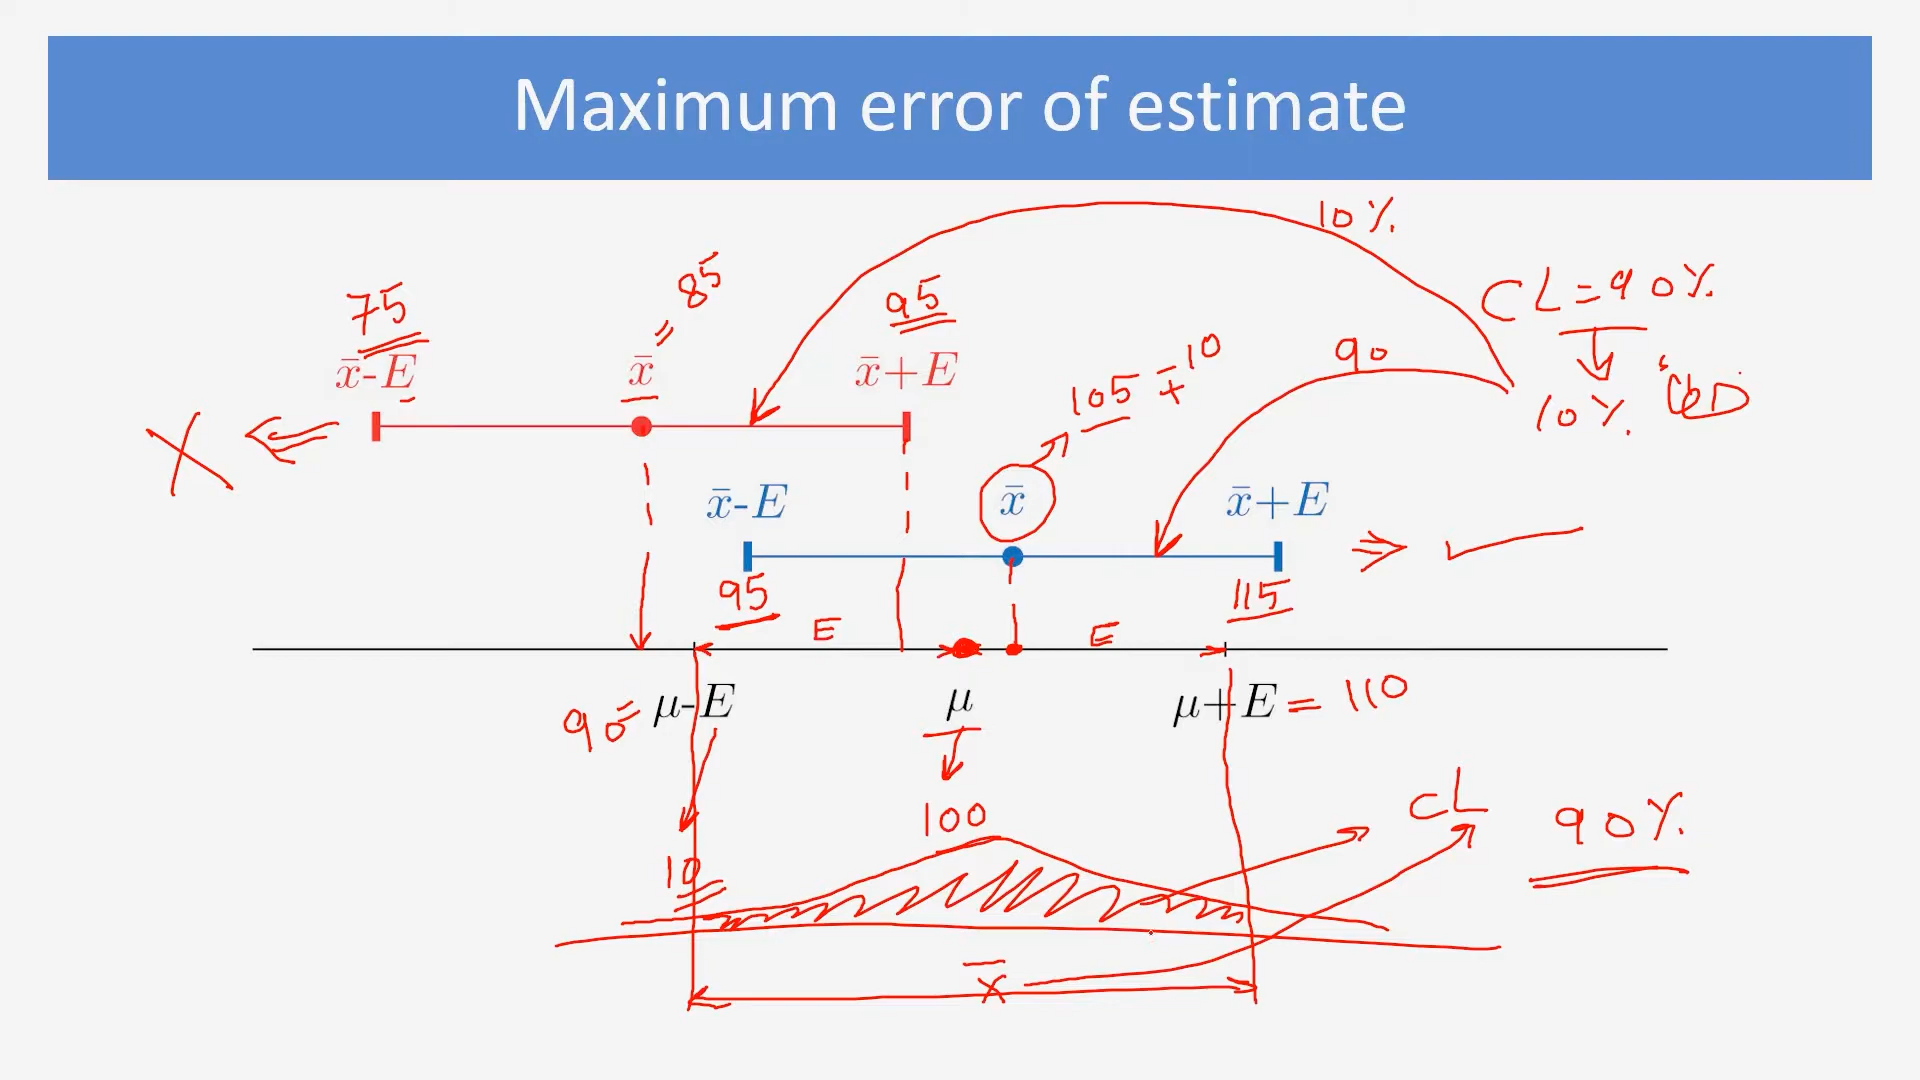 Maximum error of estimate
10%
CL=90%
75
= 85
95
x̄-E
x̄
x̄+E
105 ∓ 10
90
10%
X
x̄-E
x̄
x̄+E
95
115
E
E
90 =
μ-E
μ
μ+E
= 110
100
10
CL
90%
x̄